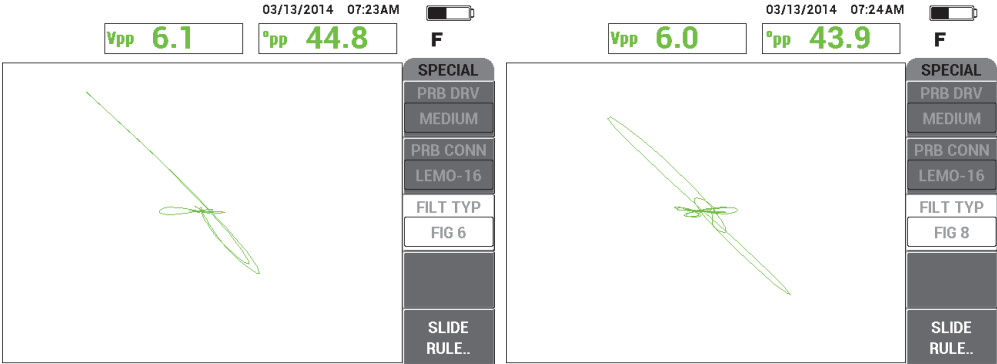 03/13/2014 07:23AM
Vpp 6.1 °pp 44.8 F
SPECIAL
PRB DRV
MEDIUM
PRB CONN
LEMO-16
FILT TYP
FIG 6
SLIDE
RULE..
03/13/2014 07:24AM
Vpp 6.0 °pp 43.9 F
SPECIAL
PRB DRV
MEDIUM
PRB CONN
LEMO-16
FILT TYP
FIG 8
SLIDE
RULE..